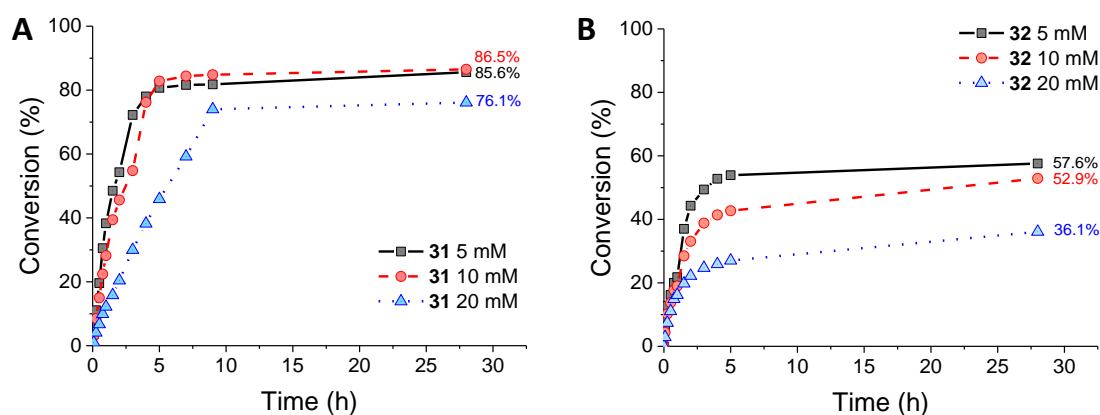 A
100
80
60
40
20
0
Conversion (%)
86.5%
85.6%
76.1%
31 5 mM
31 10 mM
31 20 mM
0 5 10 15 20 25 30
Time (h)
B
100
80
60
40
20
0
Conversion (%)
32 5 mM
32 10 mM
32 20 mM
57.6%
52.9%
36.1%
0 5 10 15 20 25 30
Time (h)